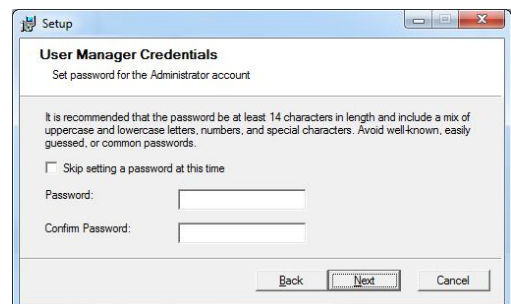 Setup
User Manager Credentials
Set password for the Administrator account
It is recommended that the password be at least 14 characters in length and include a mix of
uppercase and lowercase letters, numbers, and special characters. Avoid well-known, easily
guessed, or common passwords.
Skip setting a password at this time
Password:
Confirm Password:
Back Next Cancel